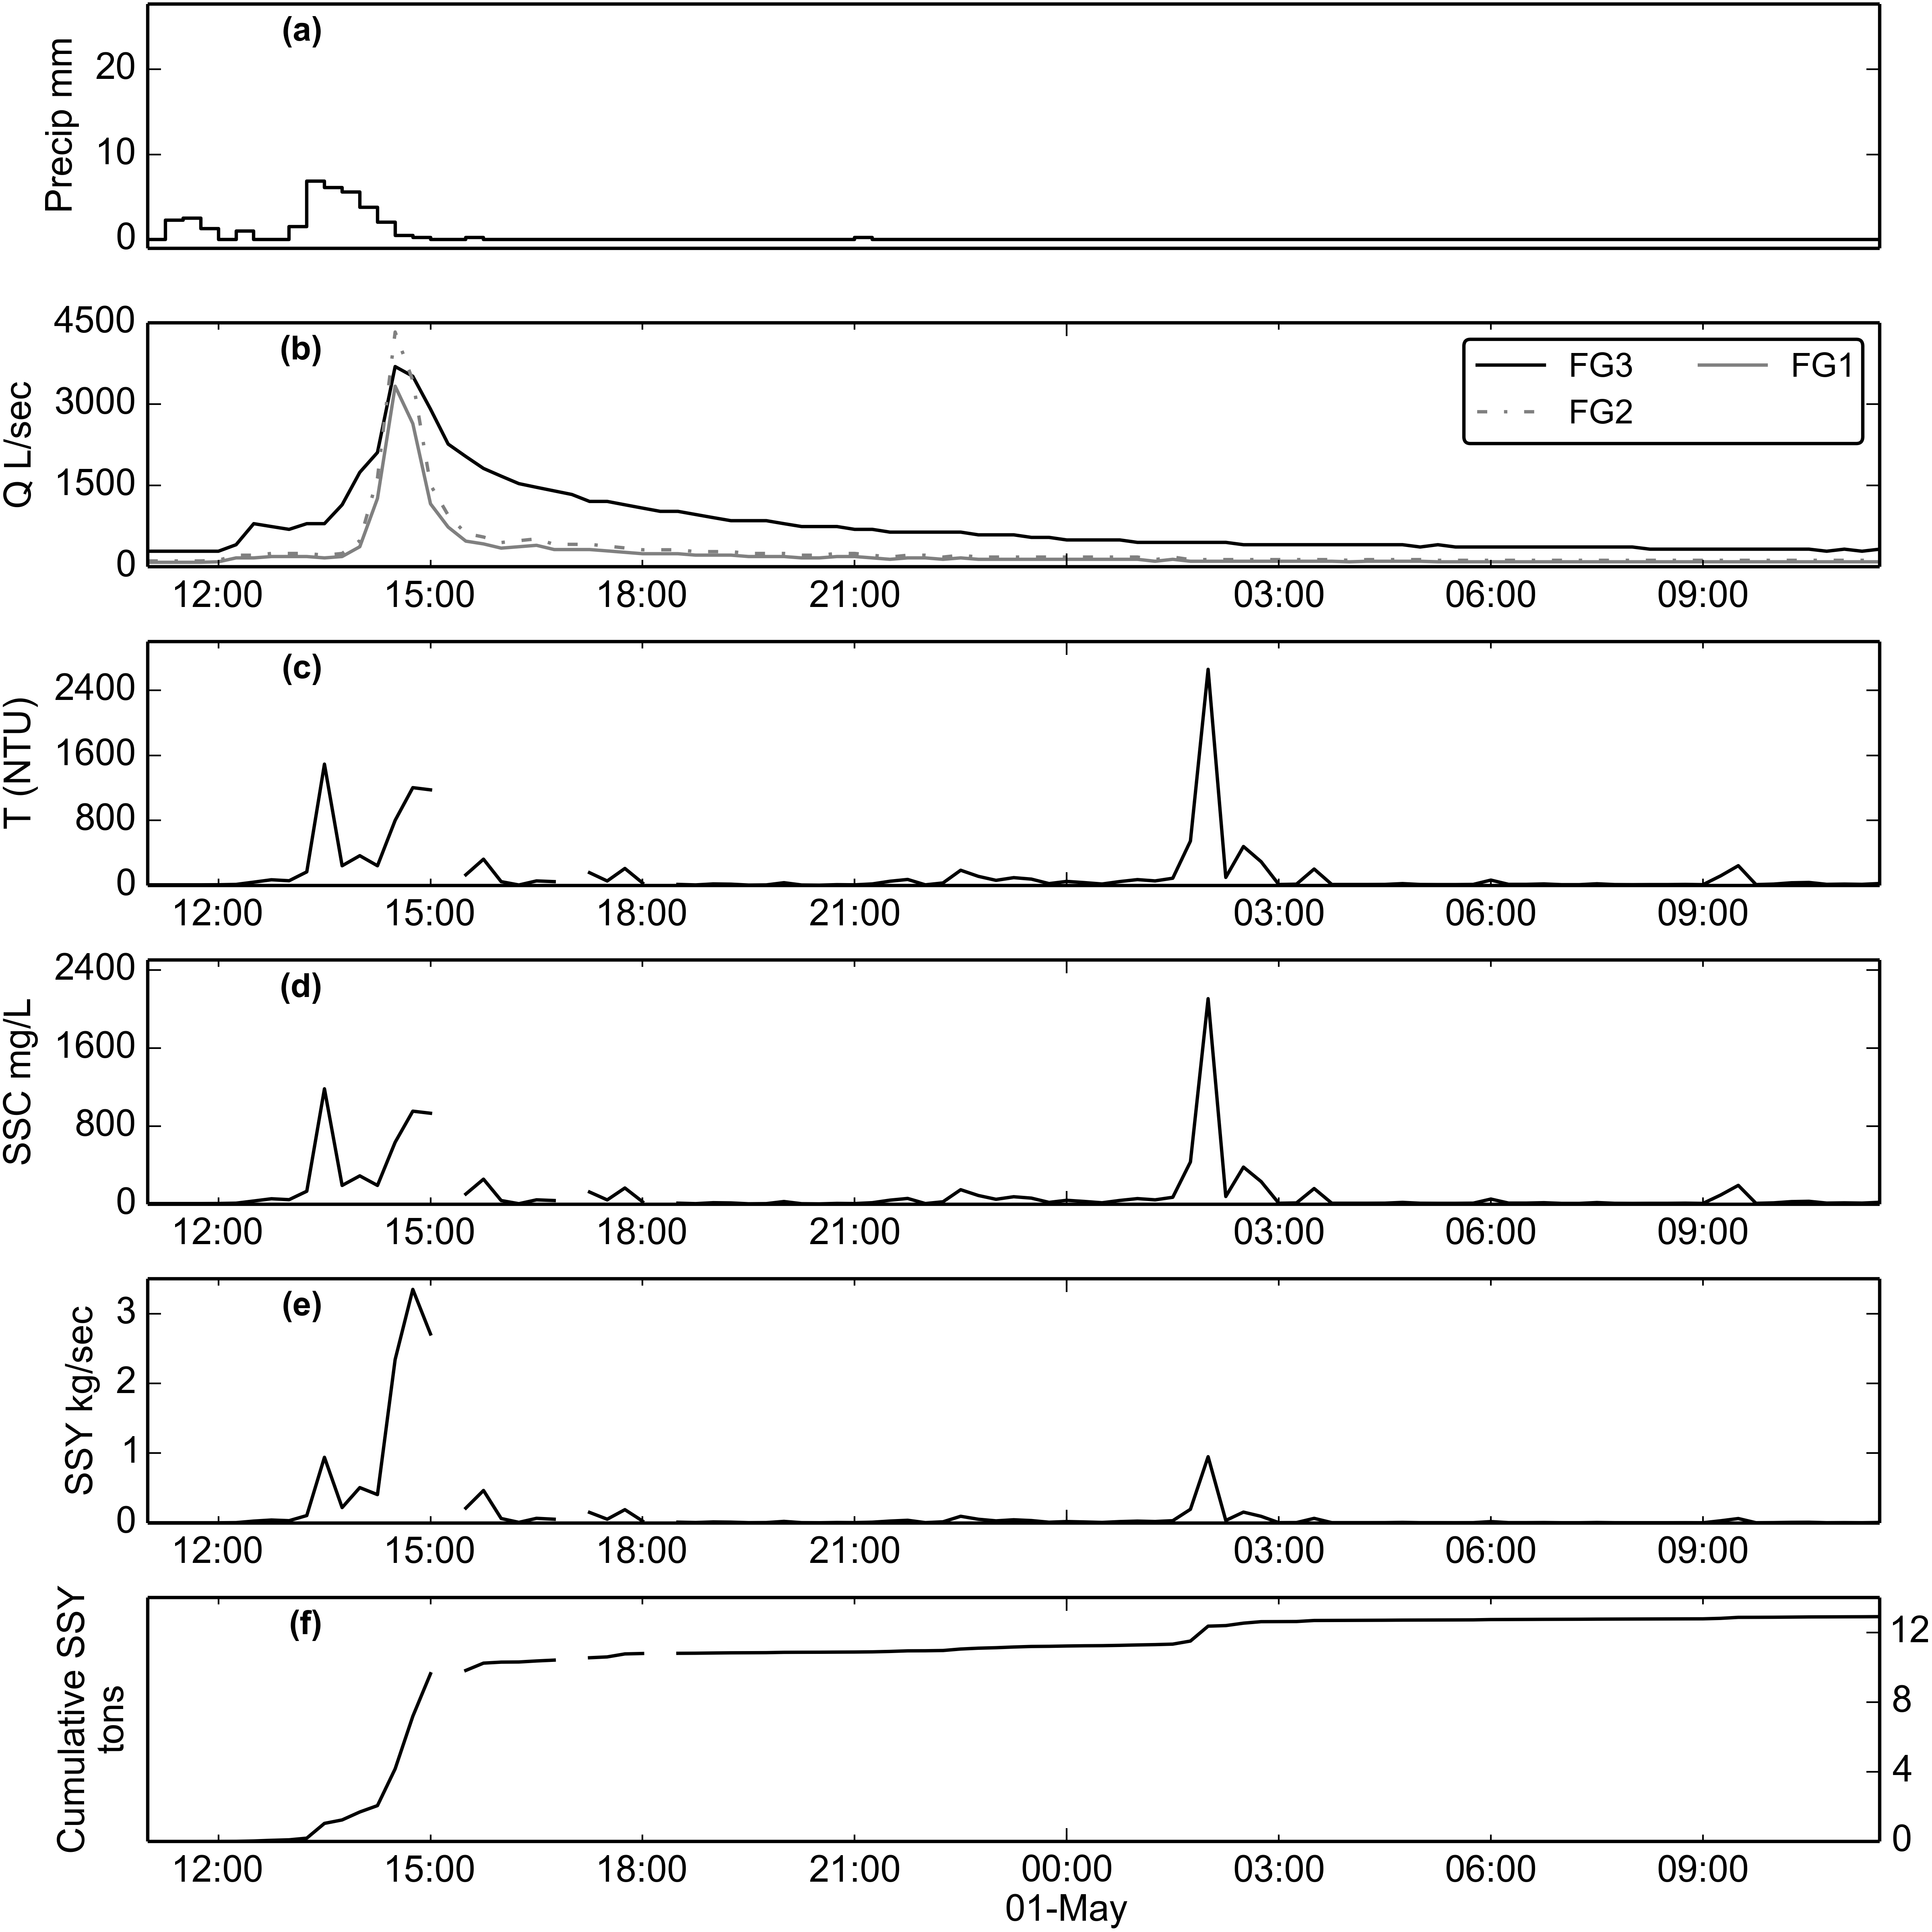 (a)
Precip mm
20
10
0
(b)
Q L/sec
4500
3000
1500
0
FG3 FG1
FG2
12:00 15:00 18:00 21:00 03:00 06:00 09:00
(c)
T (NTU)
2400
1600
800
0
12:00 15:00 18:00 21:00 03:00 06:00 09:00
(d)
SSC mg/L
2400
1600
800
0
12:00 15:00 18:00 21:00 03:00 06:00 09:00
(e)
SSY kg/sec
3
2
1
0
12:00 15:00 18:00 21:00 03:00 06:00 09:00
(f)
Cumulative SSY
tons
12
8
4
0
12:00 15:00 18:00 21:00 00:00 03:00 06:00 09:00
01-May